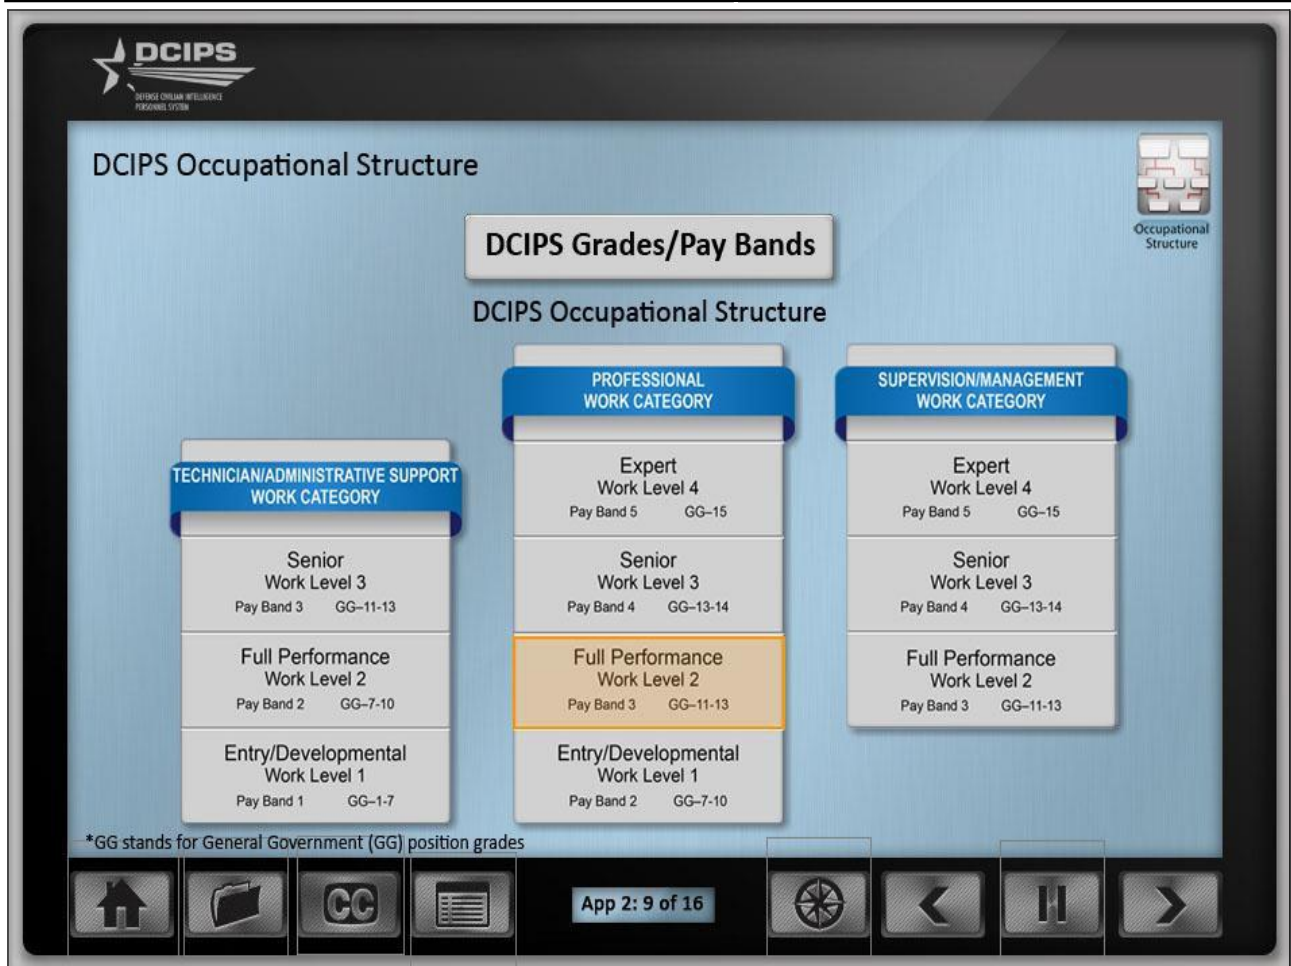 DCIPS
DEFENSE CIVILIAN INTELLIGENCE
PERSONNEL SYSTEM
DCIPS Occupational Structure
Occupational
Structure
DCIPS Grades/Pay Bands
DCIPS Occupational Structure
TECHNICIAN/ADMINISTRATIVE SUPPORT
WORK CATEGORY
Senior
Work Level 3
Pay Band 3 GG–11-13
Full Performance
Work Level 2
Pay Band 2 GG–7-10
Entry/Developmental
Work Level 1
Pay Band 1 GG–1-7
PROFESSIONAL
WORK CATEGORY
Expert
Work Level 4
Pay Band 5 GG–15
Senior
Work Level 3
Pay Band 4 GG–13-14
Full Performance
Work Level 2
Pay Band 3 GG–11-13
Entry/Developmental
Work Level 1
Pay Band 2 GG–7-10
SUPERVISION/MANAGEMENT
WORK CATEGORY
Expert
Work Level 4
Pay Band 5 GG–15
Senior
Work Level 3
Pay Band 4 GG–13-14
Full Performance
Work Level 2
Pay Band 3 GG–11-13
*GG stands for General Government (GG) position grades
CC
App 2: 9 of 16